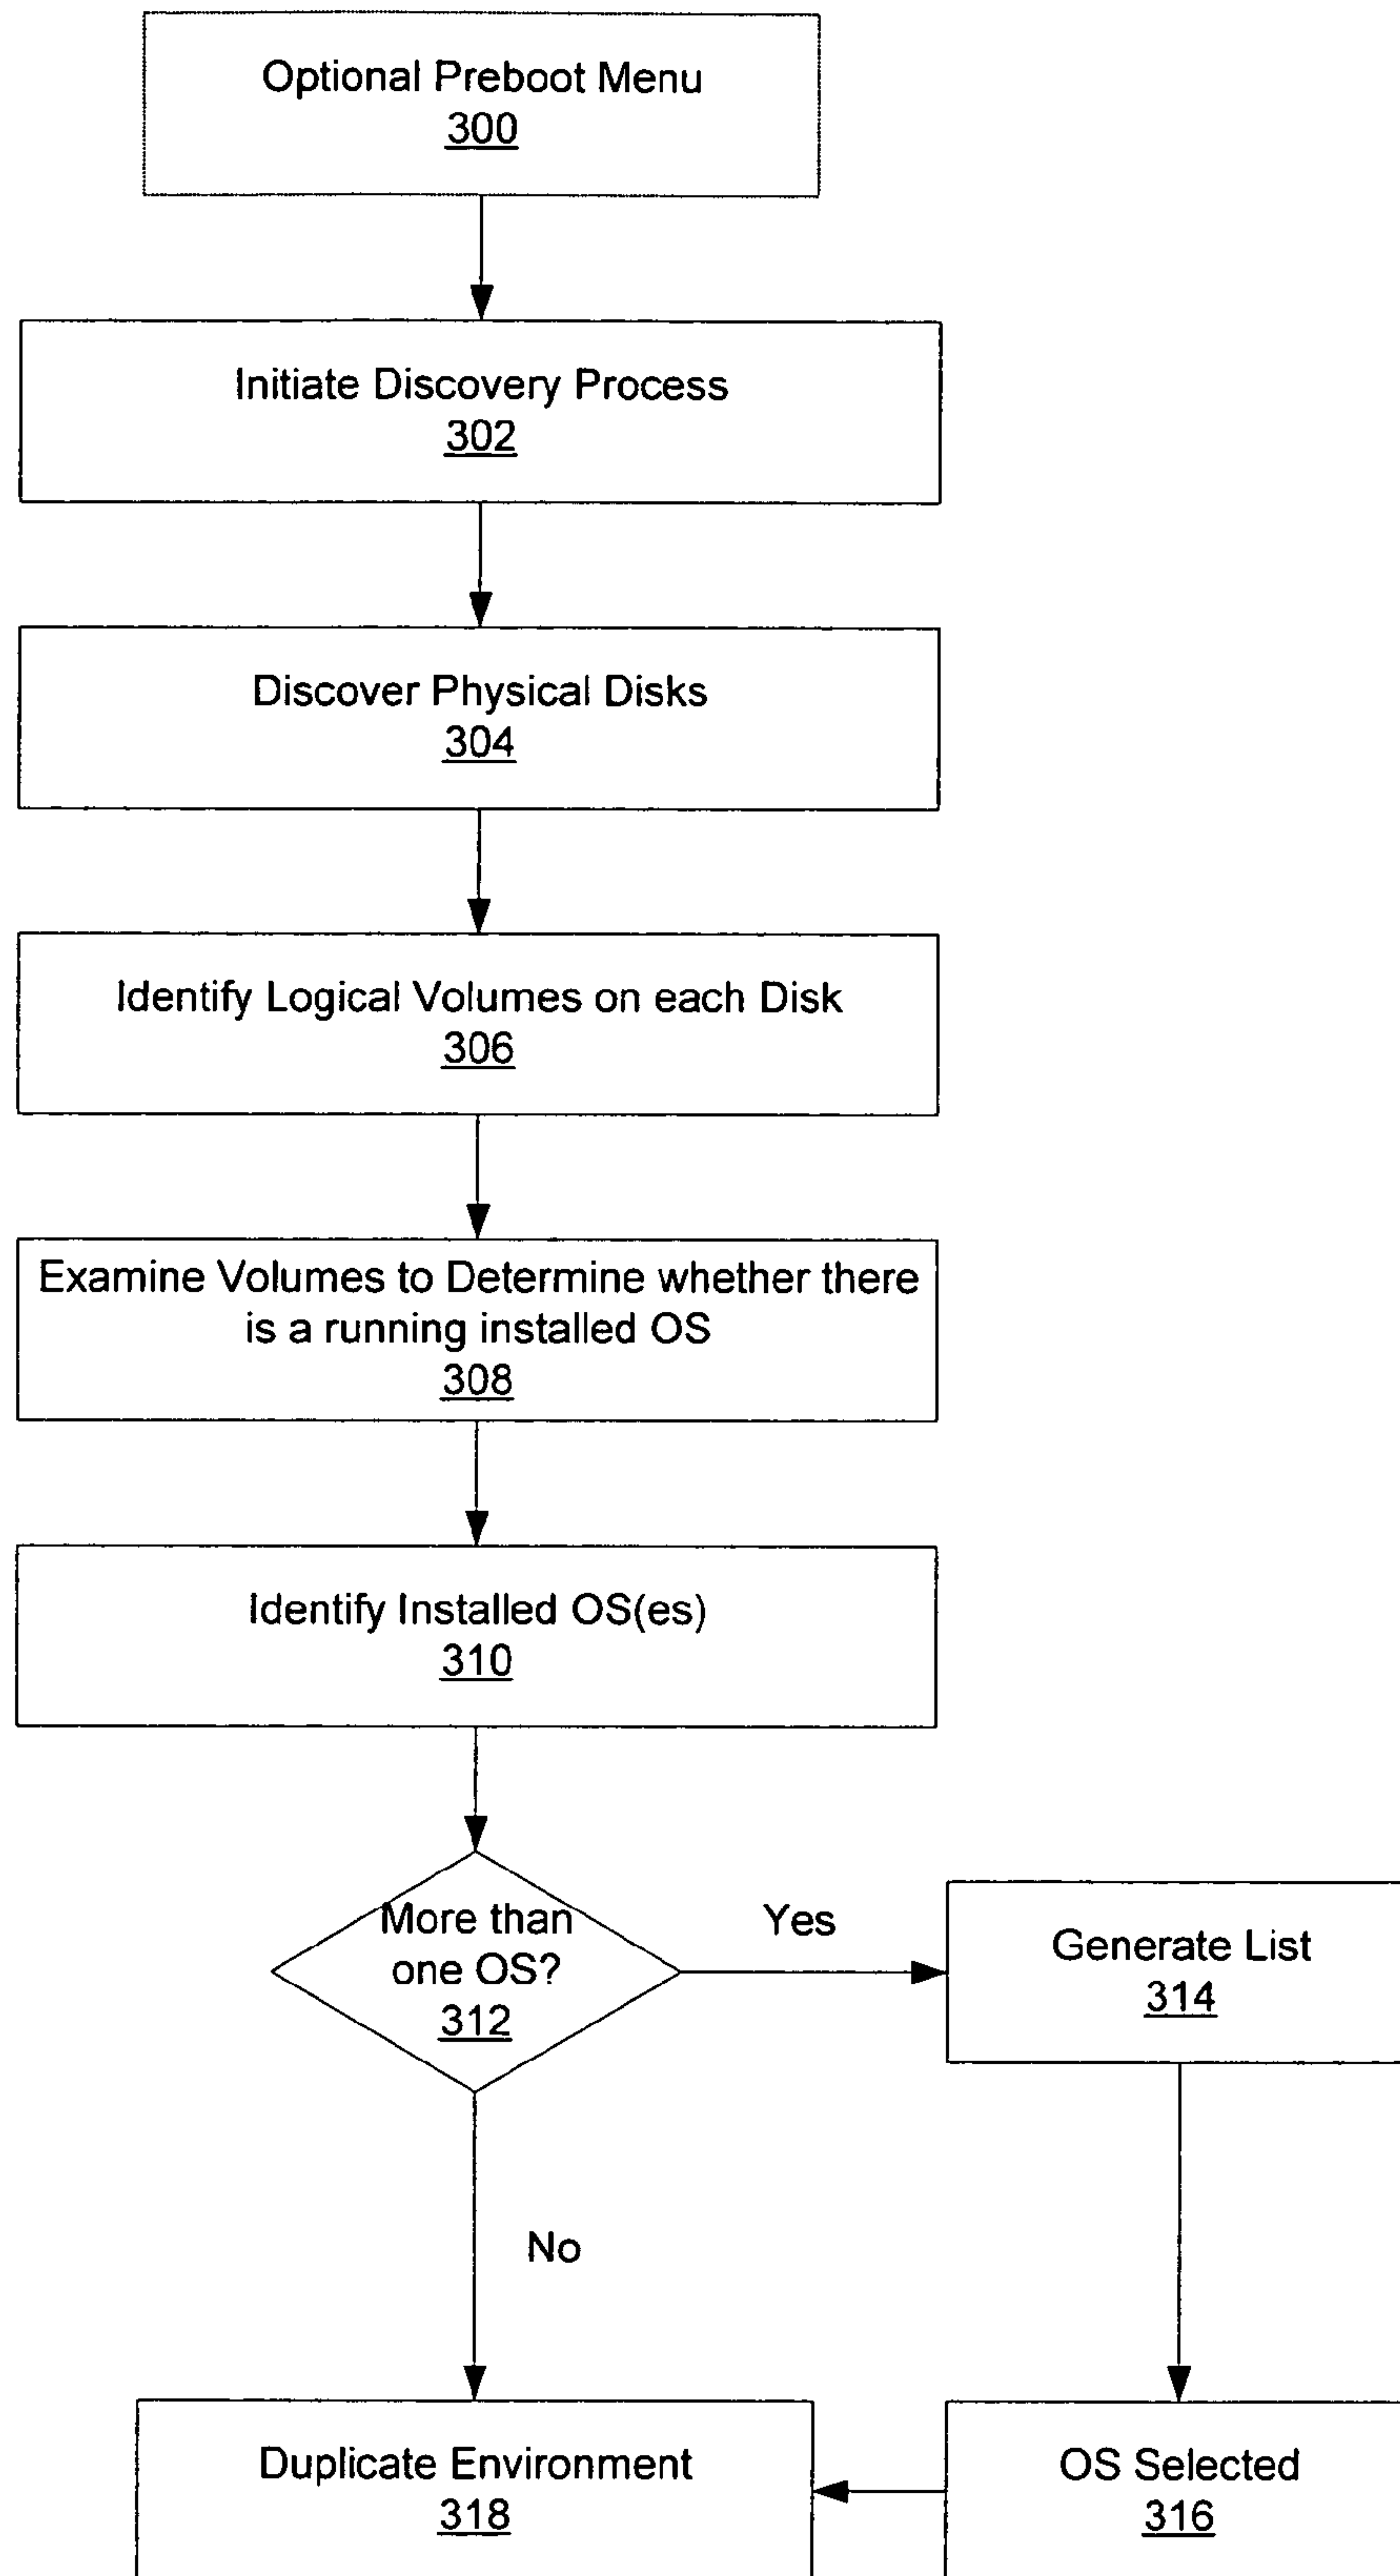 Optional Preboot Menu
300
Initiate Discovery Process
302
Discover Physical Disks
304
Identify Logical Volumes on each Disk
306
Examine Volumes to Determine whether there
is a running installed OS
308
Identify Installed OS(es)
310
More than
one OS?
312
Yes
Generate List
314
No
Duplicate Environment
318
OS Selected
316